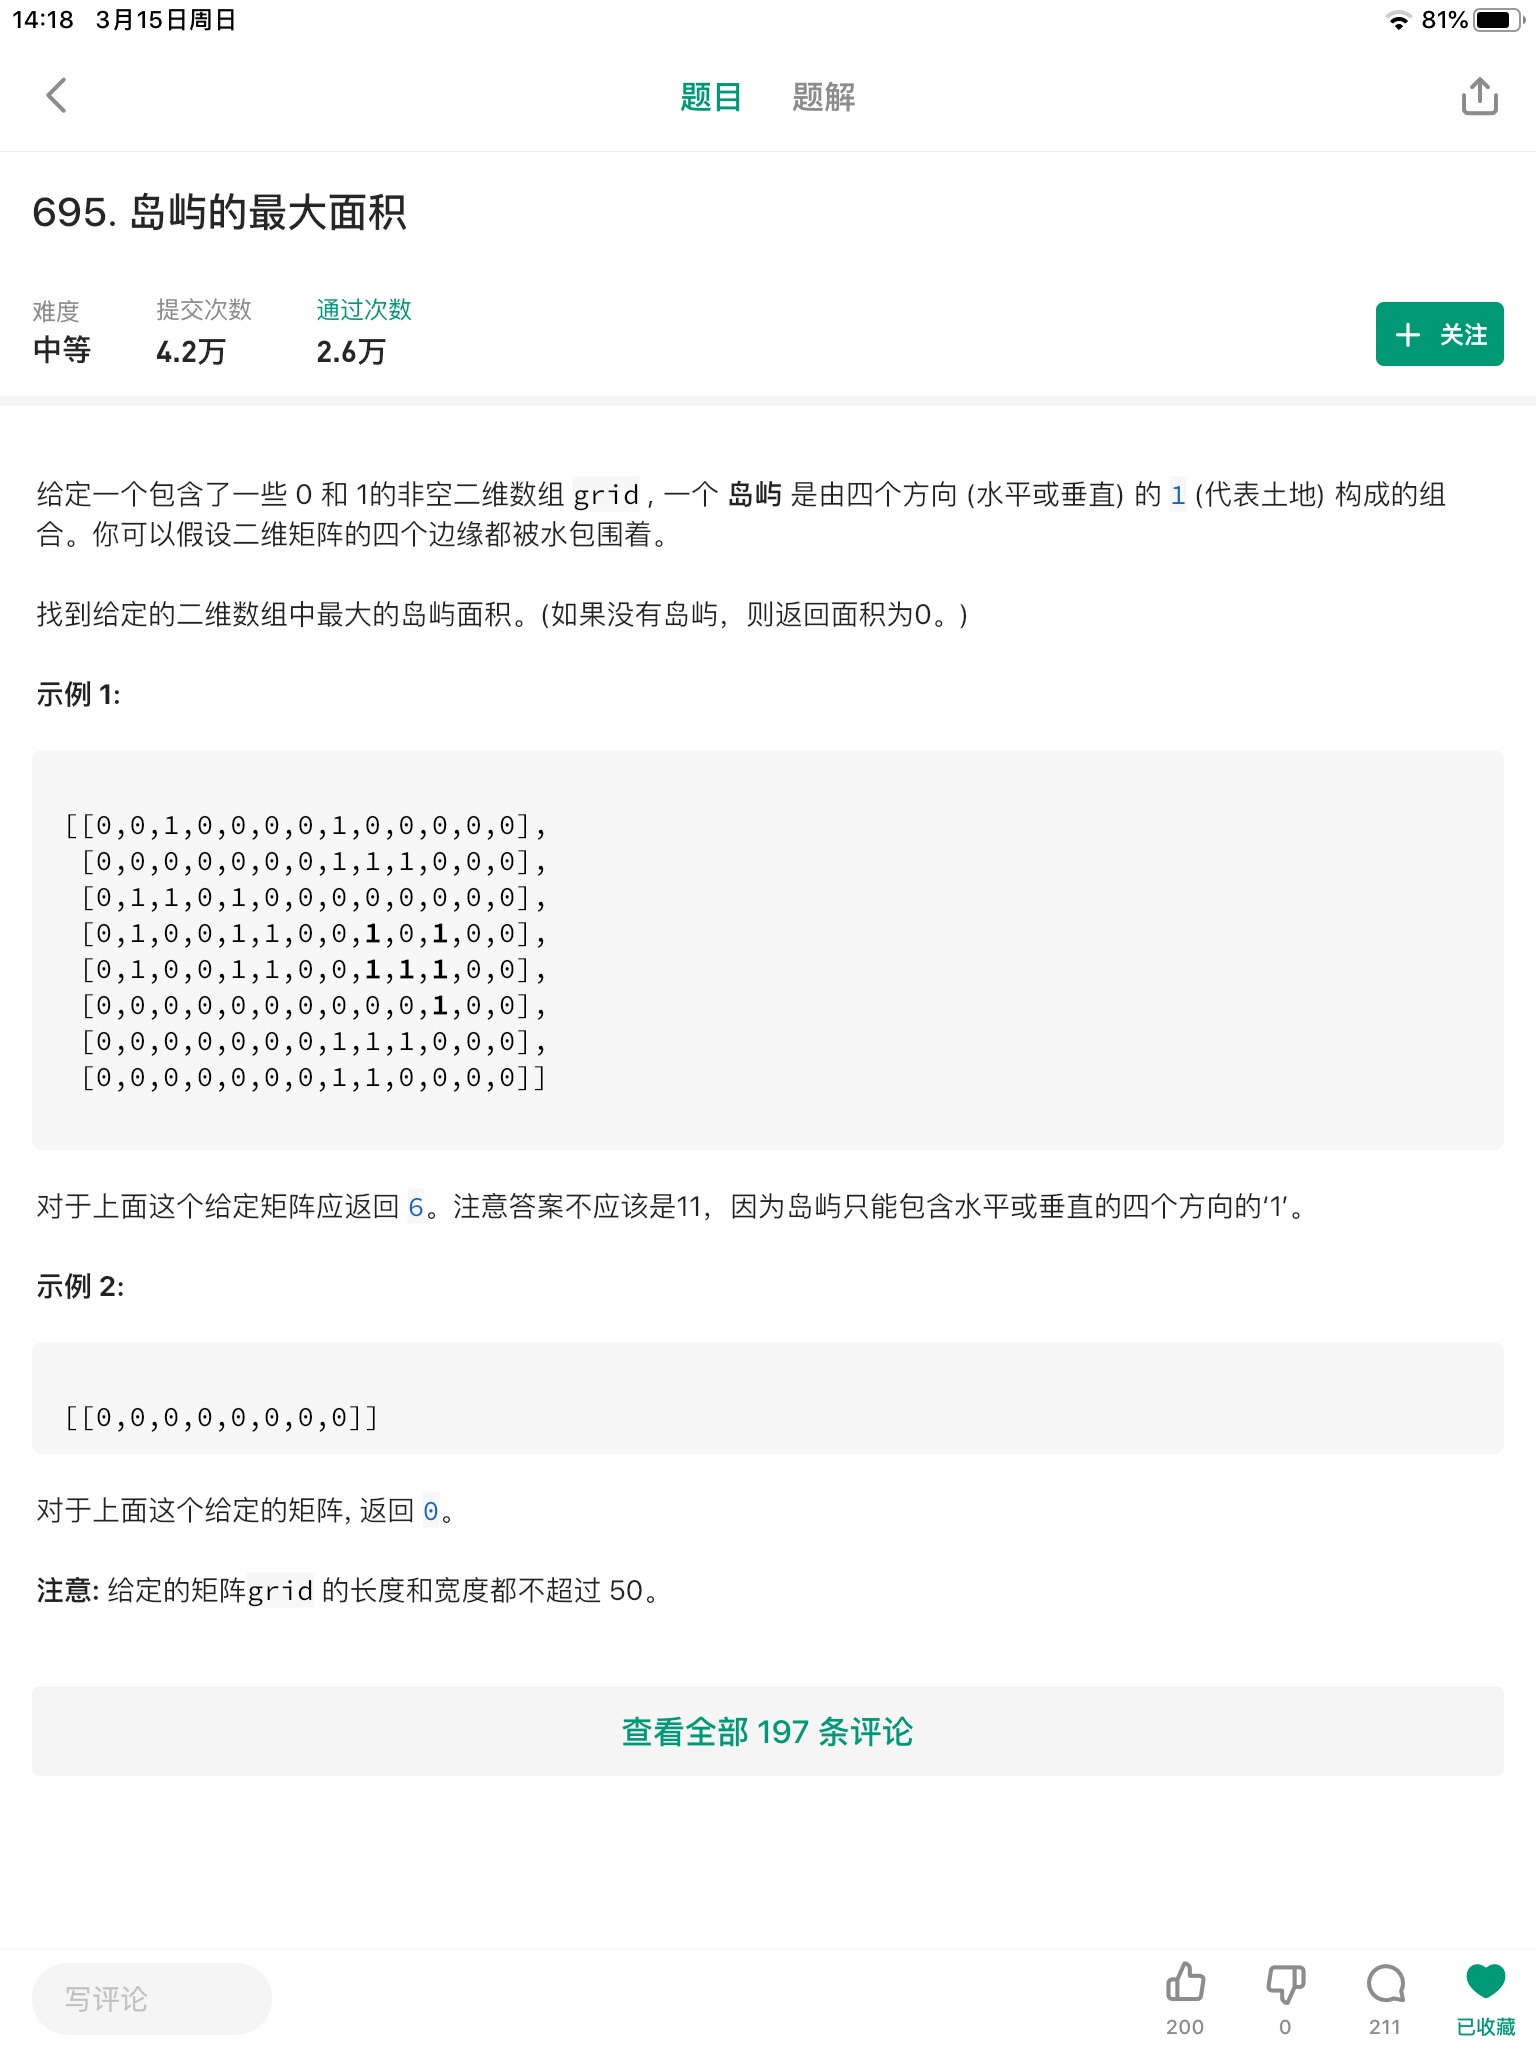 14:18 3月15日周日 81%
题目 题解
695. 岛屿的最大面积
难度 提交次数 通过次数
中等 4.2万 2.6万
+ 关注
给定一个包含了一些 0 和 1的非空二维数组 grid , 一个 岛屿 是由四个方向 (水平或垂直) 的 1 (代表土地) 构成的组
合。你可以假设二维矩阵的四个边缘都被水包围着。
找到给定的二维数组中最大的岛屿面积。(如果没有岛屿，则返回面积为0。)
示例 1:
[[0,0,1,0,0,0,0,1,0,0,0,0,0],
[0,0,0,0,0,0,0,1,1,1,0,0,0],
[0,1,1,0,1,0,0,0,0,0,0,0,0],
[0,1,0,0,1,1,0,0,1,0,1,0,0],
[0,1,0,0,1,1,0,0,1,1,1,0,0],
[0,0,0,0,0,0,0,0,0,0,1,0,0],
[0,0,0,0,0,0,0,1,1,1,0,0,0],
[0,0,0,0,0,0,0,1,1,0,0,0,0]]
对于上面这个给定矩阵应返回 6。注意答案不应该是11，因为岛屿只能包含水平或垂直的四个方向的‘1’。
示例 2:
[[0,0,0,0,0,0,0,0]]
对于上面这个给定的矩阵, 返回 0。
注意: 给定的矩阵grid 的长度和宽度都不超过 50。
查看全部 197 条评论
写评论
200 0 211 已收藏